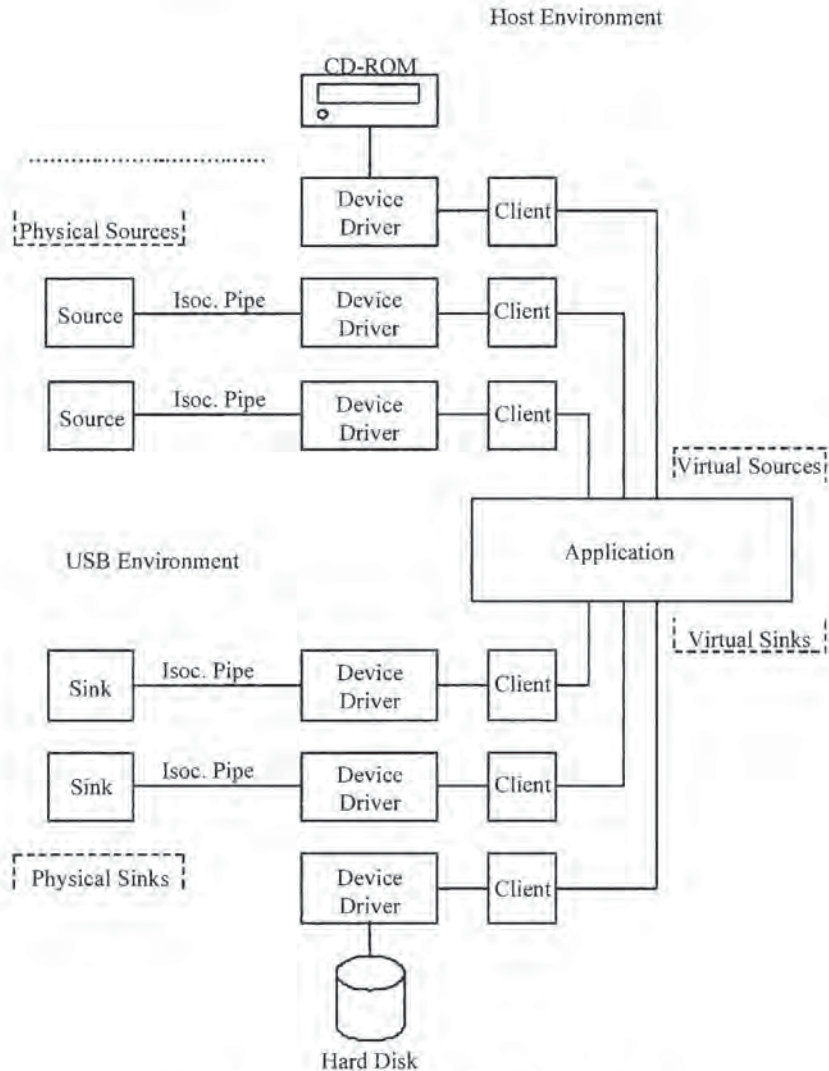 Host Environment
CD-ROM
Device
Driver
Client
Physical Sources
Source
Isoc. Pipe
Device
Driver
Client
Source
Isoc. Pipe
Device
Driver
Client
Virtual Sources
Application
USB Environment
Virtual Sinks
Sink
Isoc. Pipe
Device
Driver
Client
Sink
Isoc. Pipe
Device
Driver
Client
Physical Sinks
Device
Driver
Client
Hard Disk